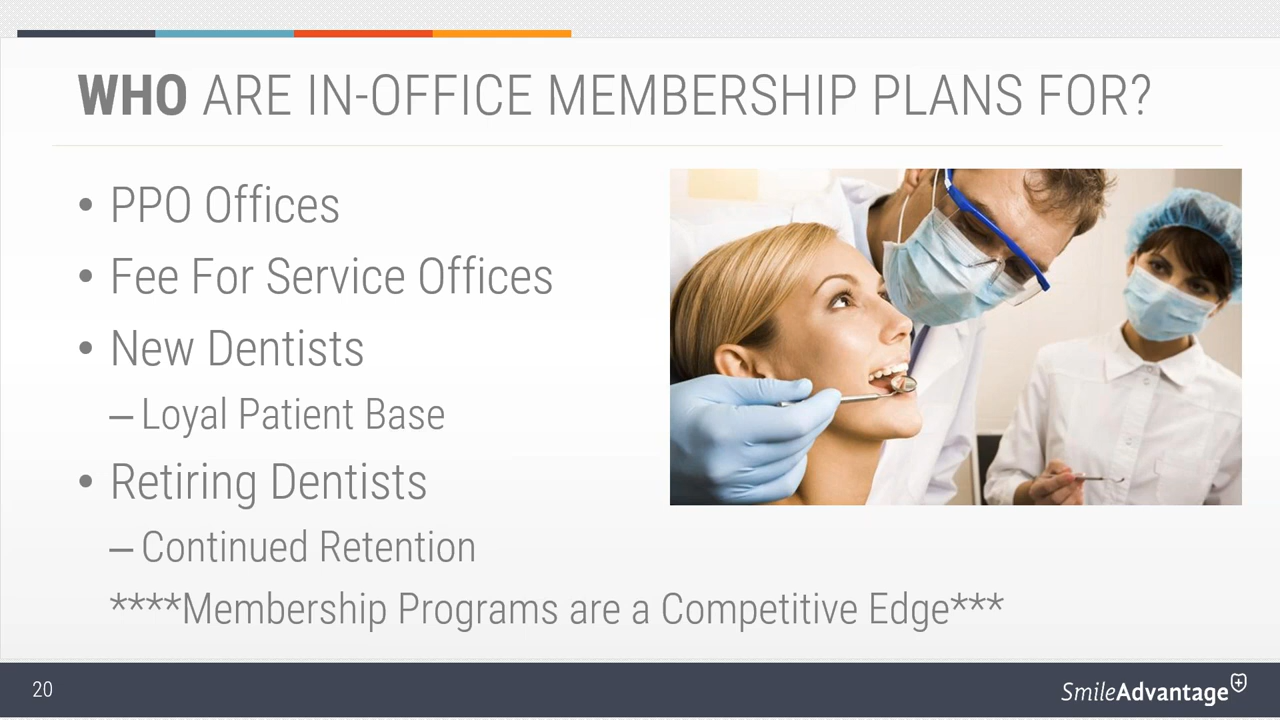 WHO ARE IN-OFFICE MEMBERSHIP PLANS FOR?
• PPO Offices
• Fee For Service Offices
• New Dentists
– Loyal Patient Base
• Retiring Dentists
– Continued Retention
****Membership Programs are a Competitive Edge***
20
SmileAdvantage